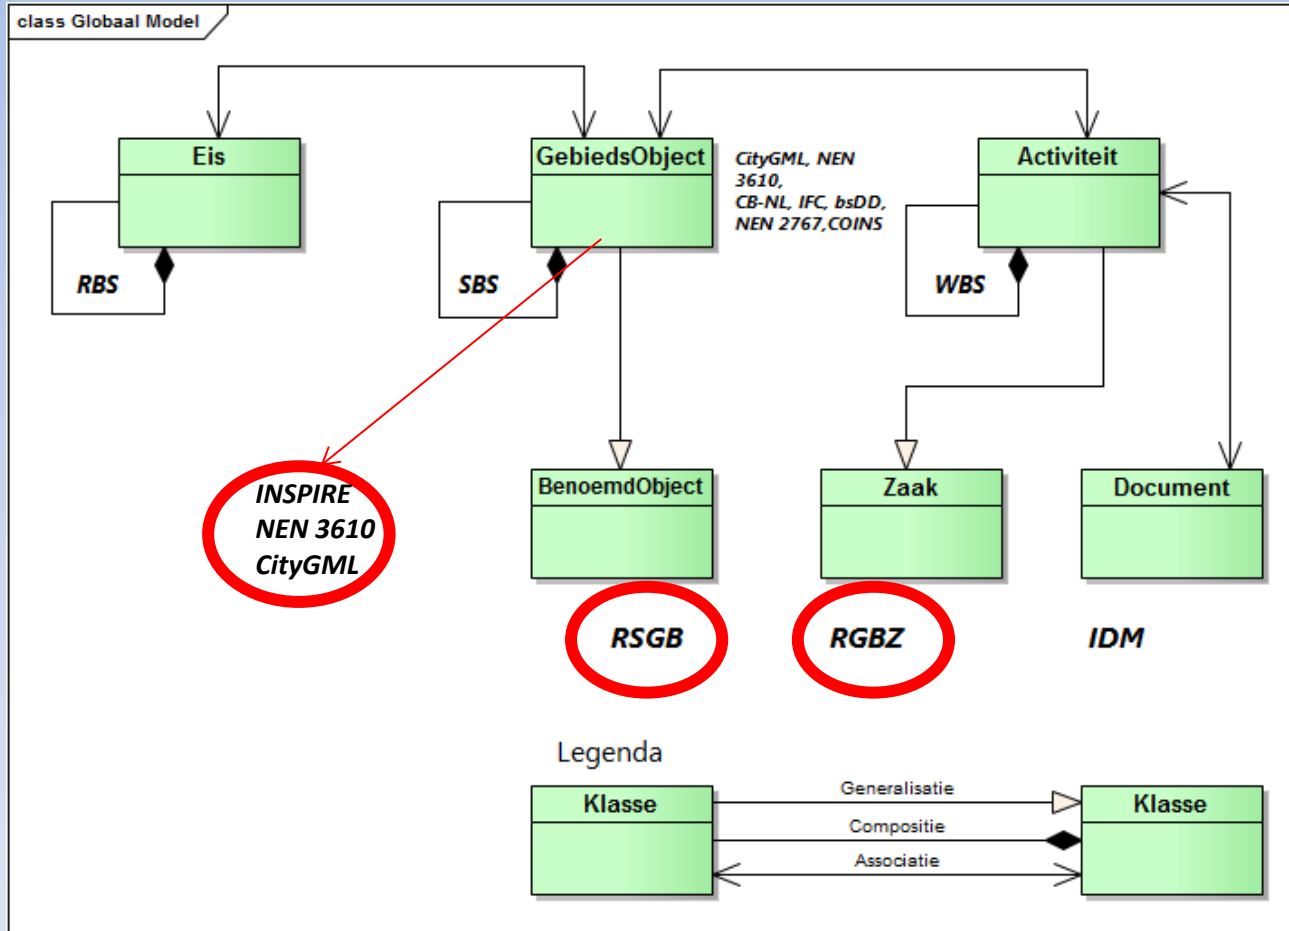 class Globaal Model
Eis
GebiedsObject
CityGML, NEN
3610,
CB-NL, IFC, bsDD,
NEN 2767,COINS
Activiteit
RBS
SBS
WBS
INSPIRE
NEN 3610
CityGML
BenoemdObject
Zaak
Document
RSGB
RGBZ
IDM
Legenda
Klasse
Generalisatie
Compositie
Associatie
Klasse